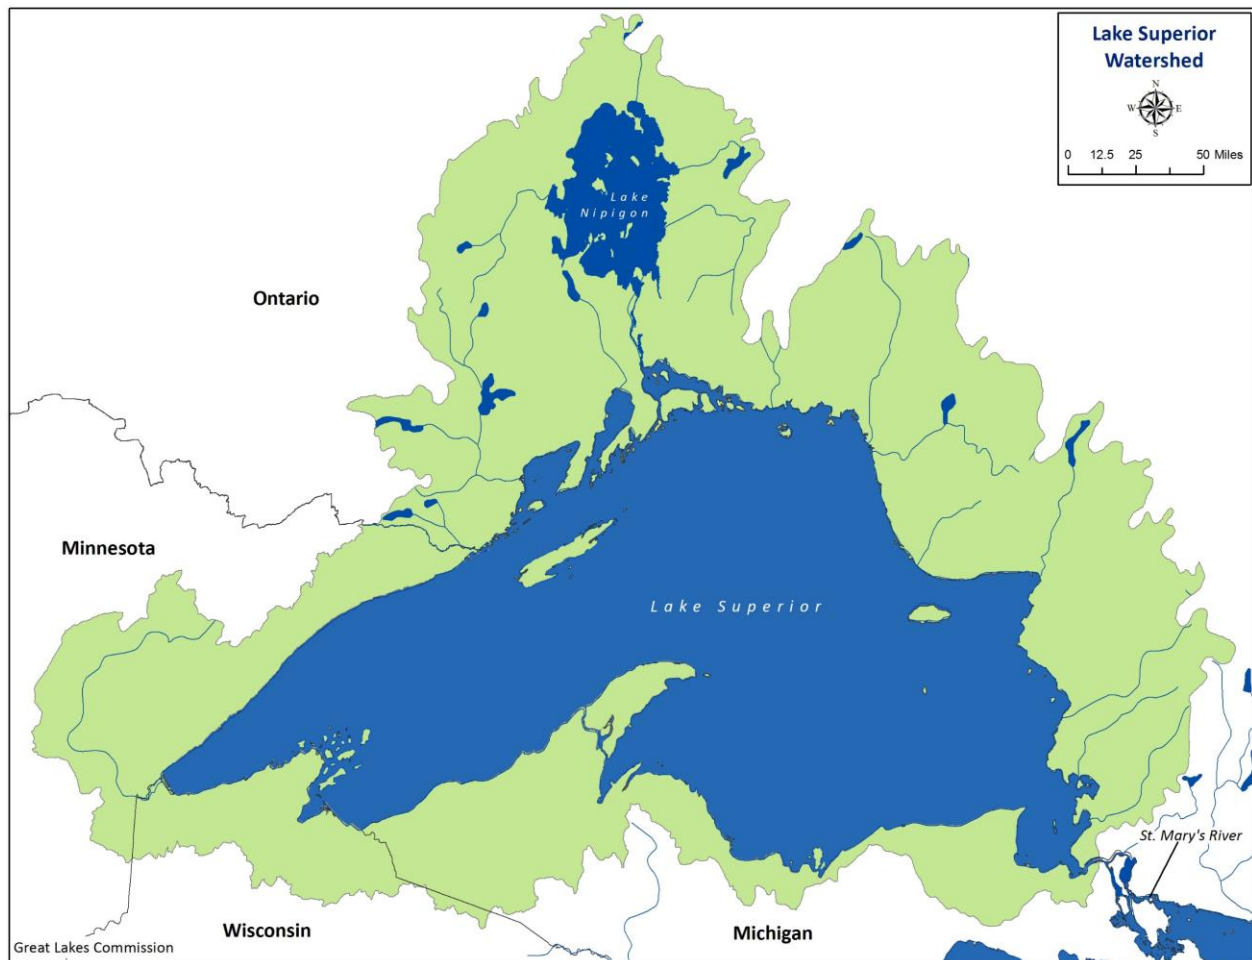 Lake Superior
Watershed
N
W E
S
0 12.5 25 50 Miles
Lake
Nipigon
Ontario
Minnesota
Lake Superior
St. Mary's River
Wisconsin
Michigan
Great Lakes Commission